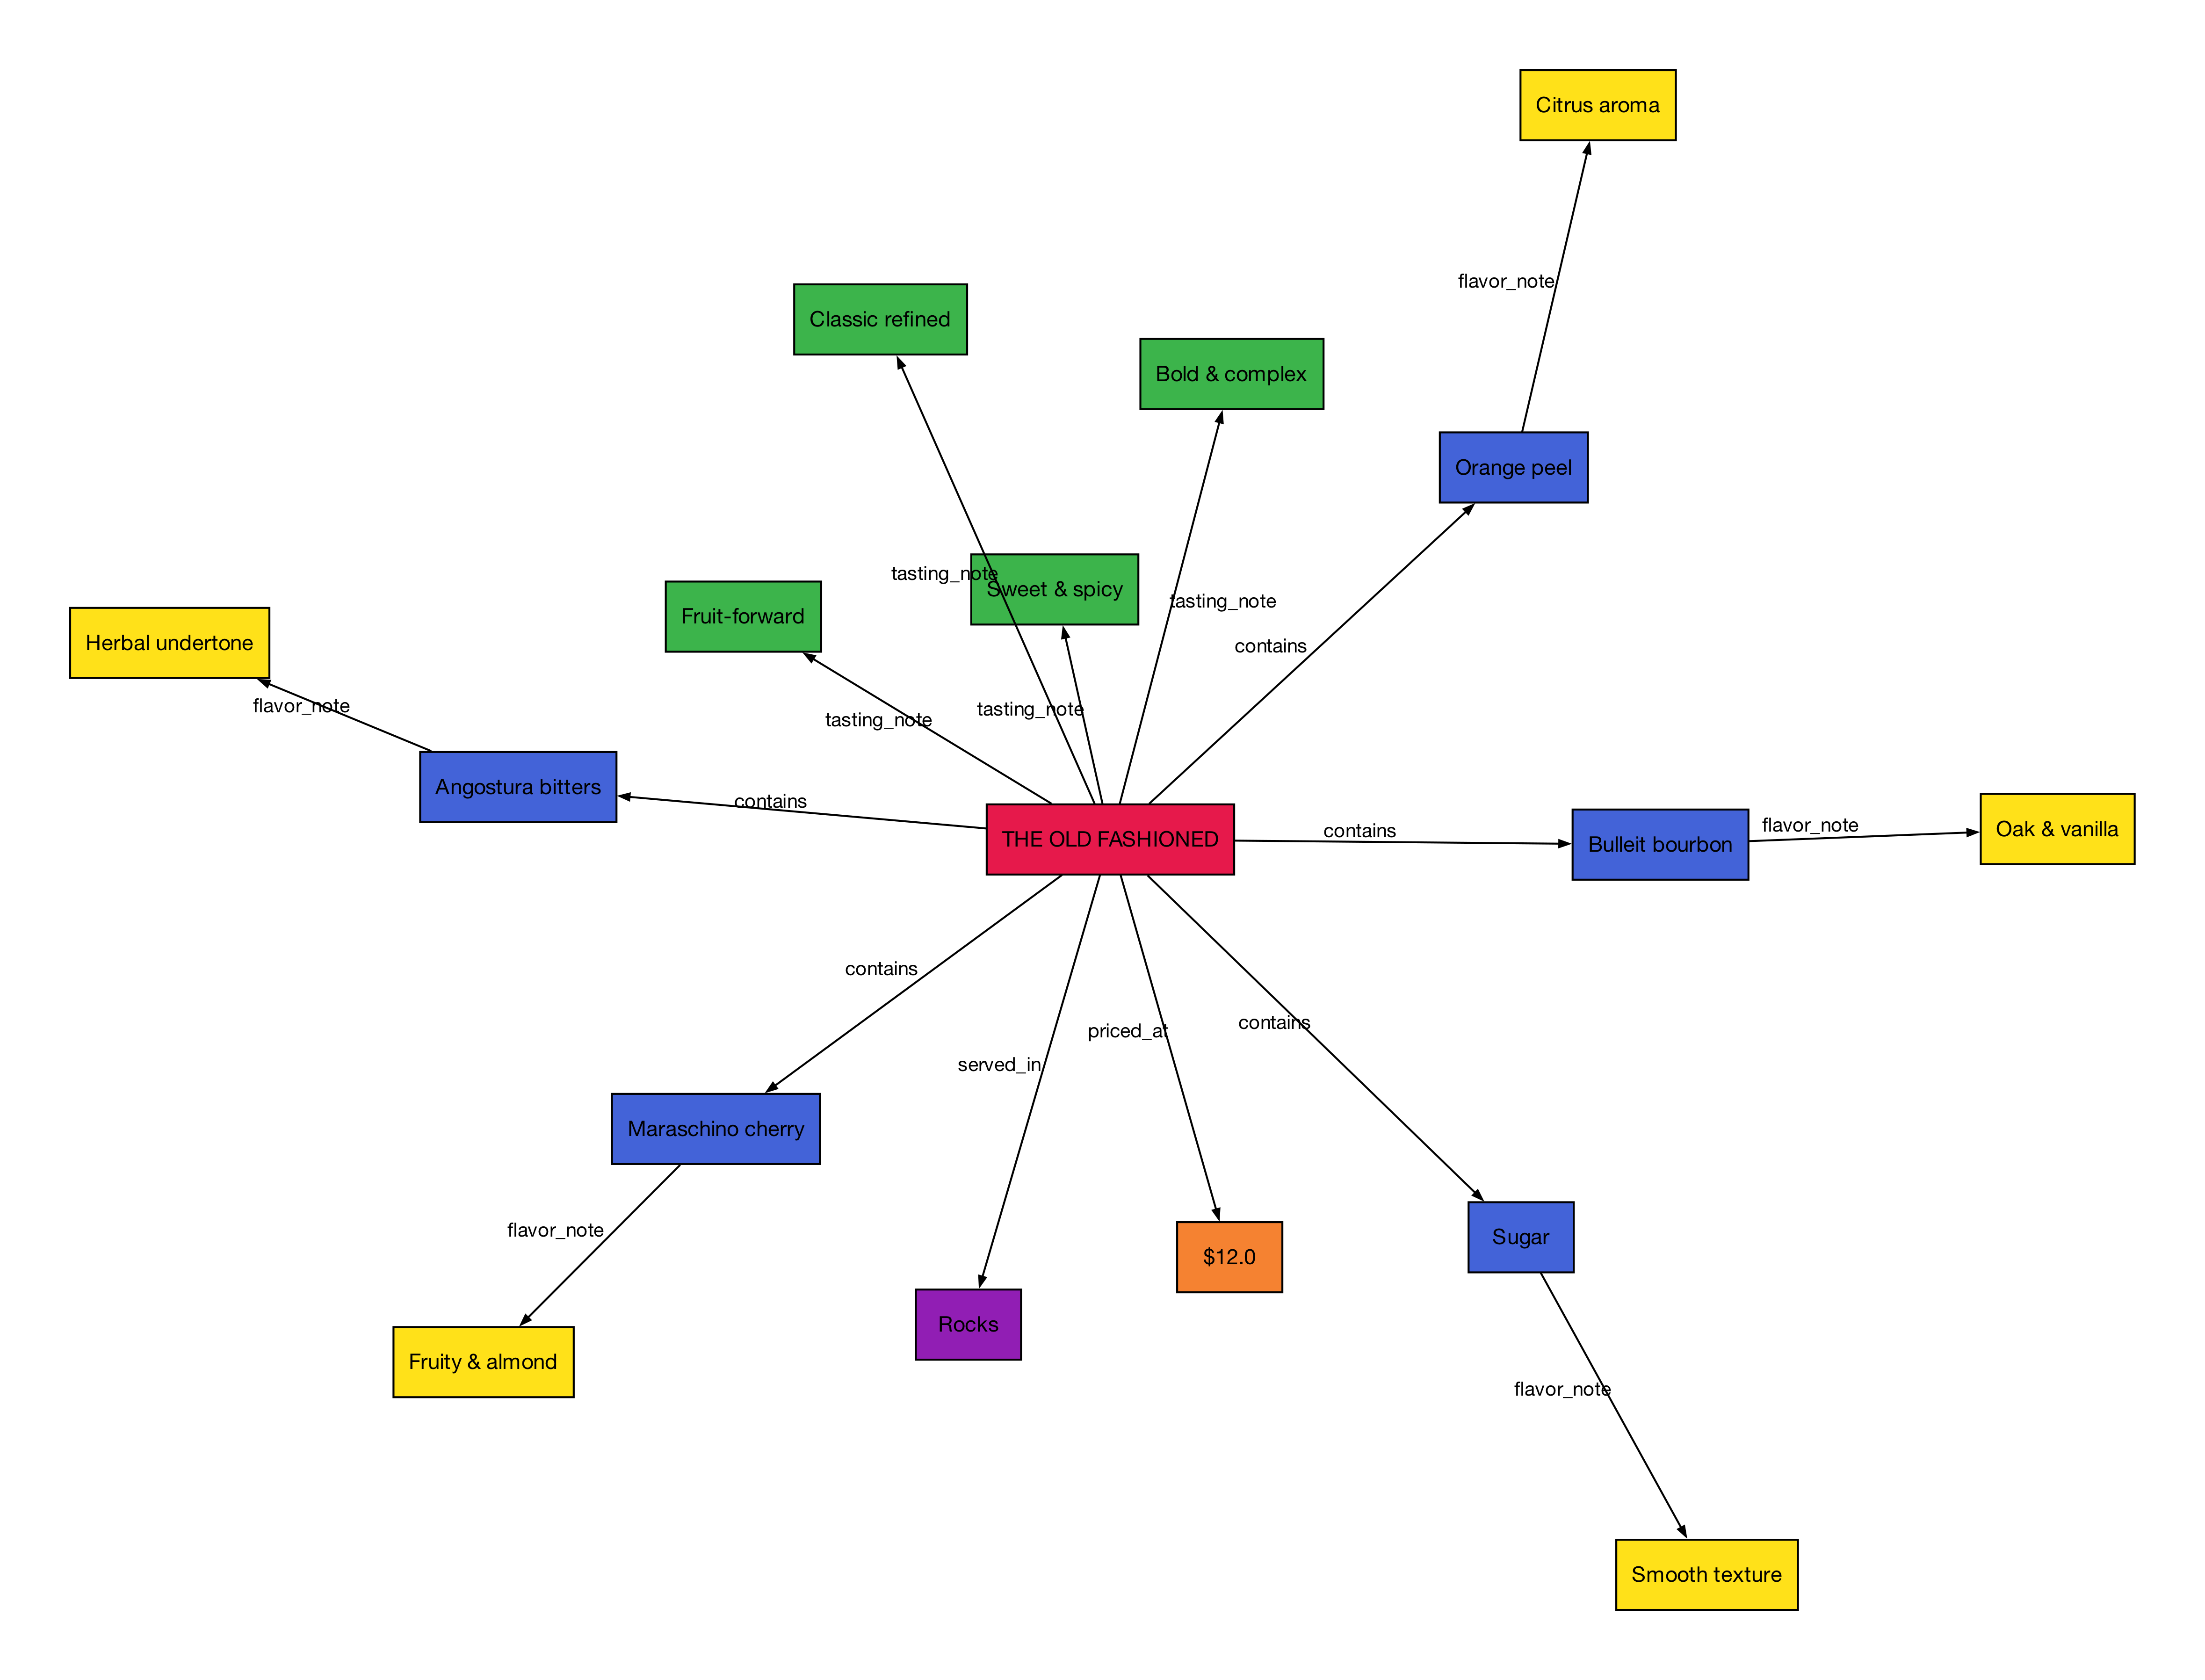 Citrus aroma
flavor_note
Classic refined
Bold & complex
Orange peel
tasting_note
Sweet & spicy
tasting_note
Fruit-forward
contains
Herbal undertone
flavor_note
tasting_note
tasting_note
Angostura bitters
contains
THE OLD FASHIONED
contains
Bulleit bourbon
flavor_note
Oak & vanilla
contains
served_in
priced_at
contains
Maraschino cherry
flavor_note
$12.0
Sugar
Rocks
Fruity & almond
flavor_note
Smooth texture